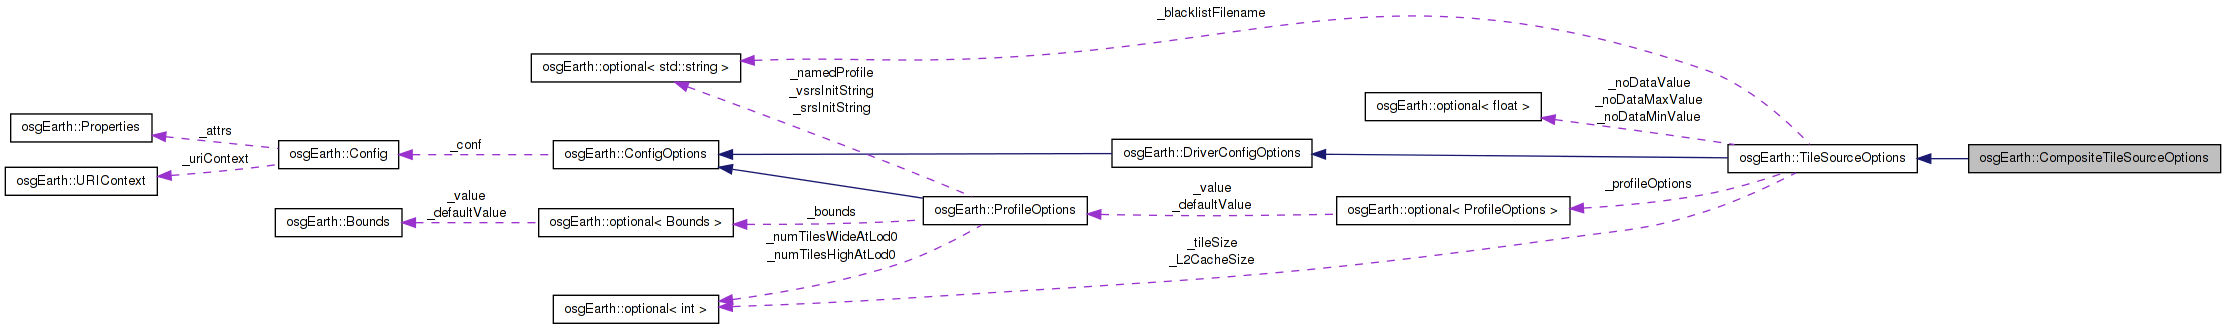 _blacklistFilename
osgEarth::optional< std::string >
_namedProfile
_vsrsInitString
_srsInitString
_noDataValue
_noDataMaxValue
_noDataMinValue
osgEarth::optional< float >
osgEarth::Properties
_attrs
osgEarth::Config
_uriContext
osgEarth::URIContext
_conf
osgEarth::ConfigOptions
osgEarth::DriverConfigOptions
osgEarth::TileSourceOptions
osgEarth::CompositeTileSourceOptions
_value
_defaultValue
osgEarth::Bounds
osgEarth::optional< Bounds >
_bounds
osgEarth::ProfileOptions
_value
_defaultValue
osgEarth::optional< ProfileOptions >
_profileOptions
_numTilesWideAtLod0
_numTilesHighAtLod0
_tileSize
_L2CacheSize
osgEarth::optional< int >